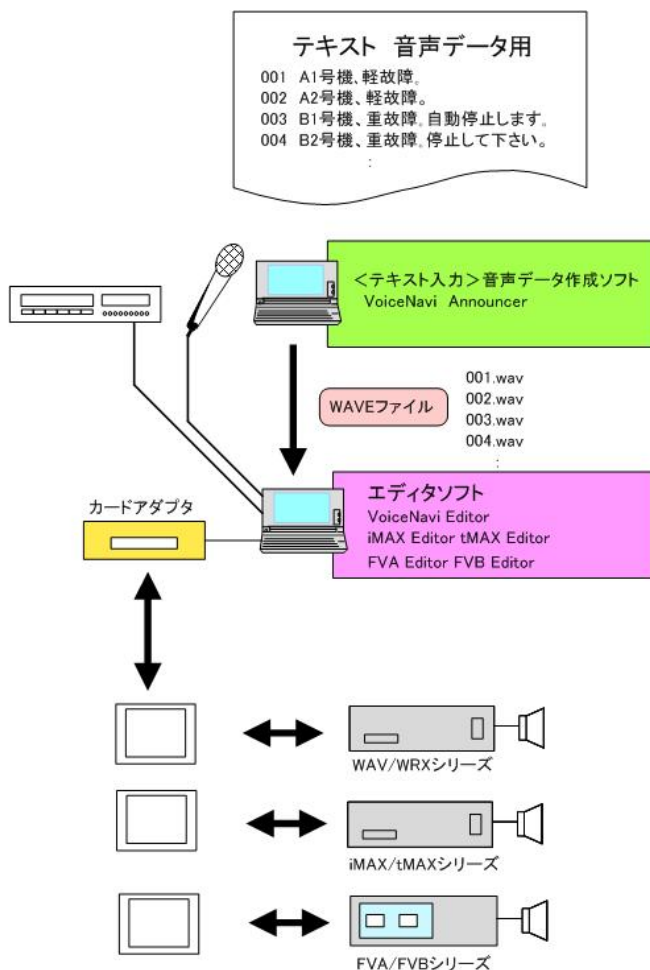 テキスト 音声データ用
001 A1号機、軽故障。
002 A2号機、軽故障。
003 B1号機、重故障。自動停止します。
004 B2号機、重故障。停止して下さい。
:
<テキスト入力>音声データ作成ソフト
VoiceNavi Announcer
WAVEファイル
001.wav
002.wav
003.wav
004.wav
:
エディタソフト
VoiceNavi Editor
iMAX Editor tMAX Editor
FVA Editor FVB Editor
カードアダプタ
WAV/WRXシリーズ
iMAX/tMAXシリーズ
FVA/FVBシリーズ